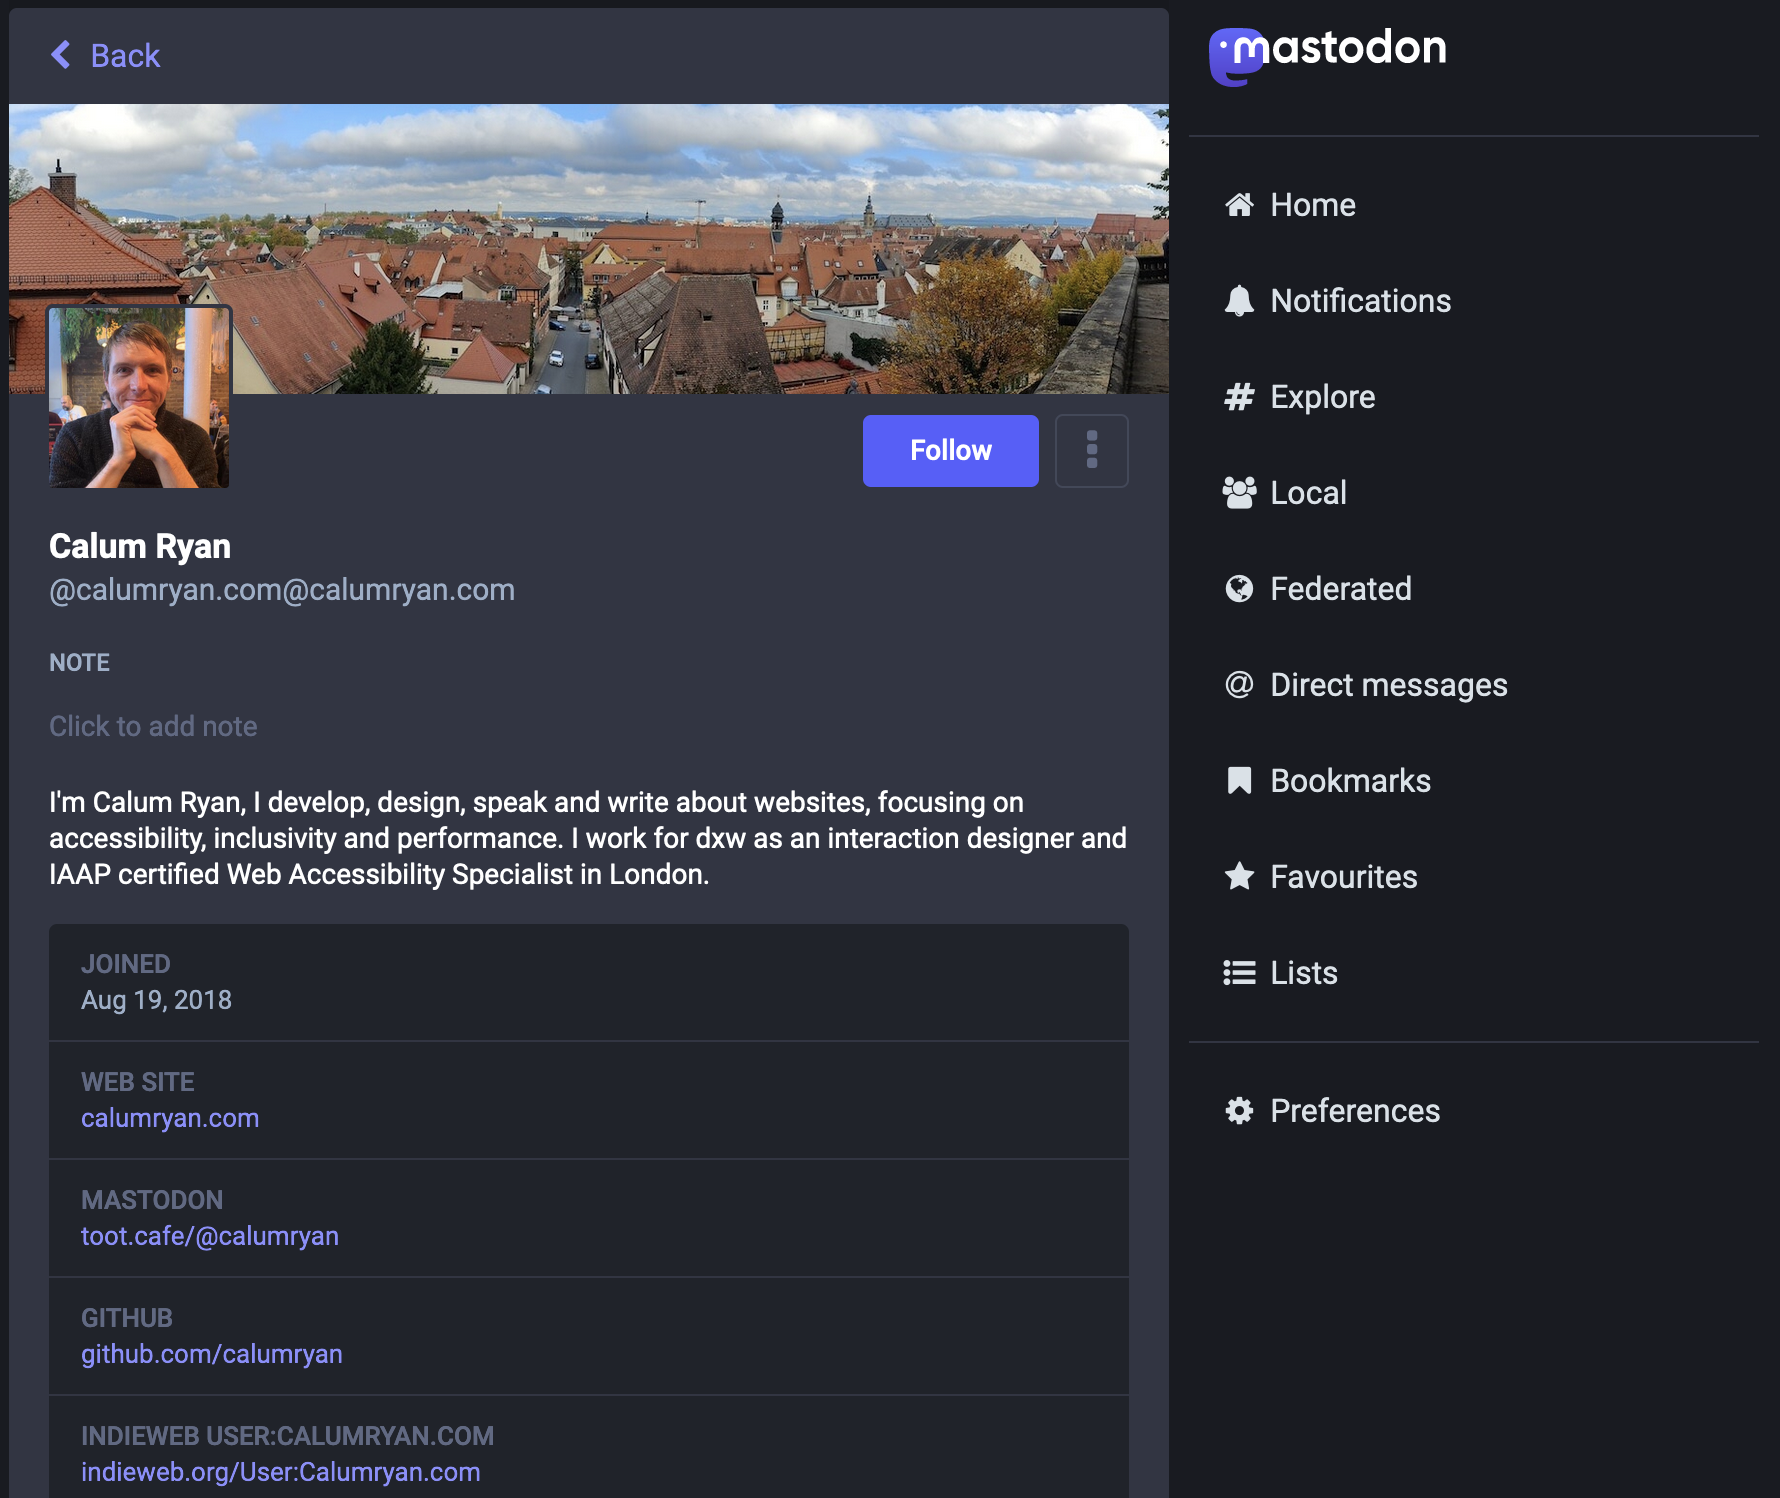 Back
Follow
Calum Ryan
@calumryan.com@calumryan.com
NOTE
Click to add note
I'm Calum Ryan, I develop, design, speak and write about websites, focusing on
accessibility, inclusivity and performance. I work for dxw as an interaction designer and
IAAP certified Web Accessibility Specialist in London.
JOINED
Aug 19, 2018
WEB SITE
calumryan.com
MASTODON
toot.cafe/@calumryan
GITHUB
github.com/calumryan
INDIEWEB USER:CALUMRYAN.COM
indieweb.org/User:Calumryan.com
mastodon
Home
Notifications
Explore
Local
Federated
Direct messages
Bookmarks
Favourites
Lists
Preferences